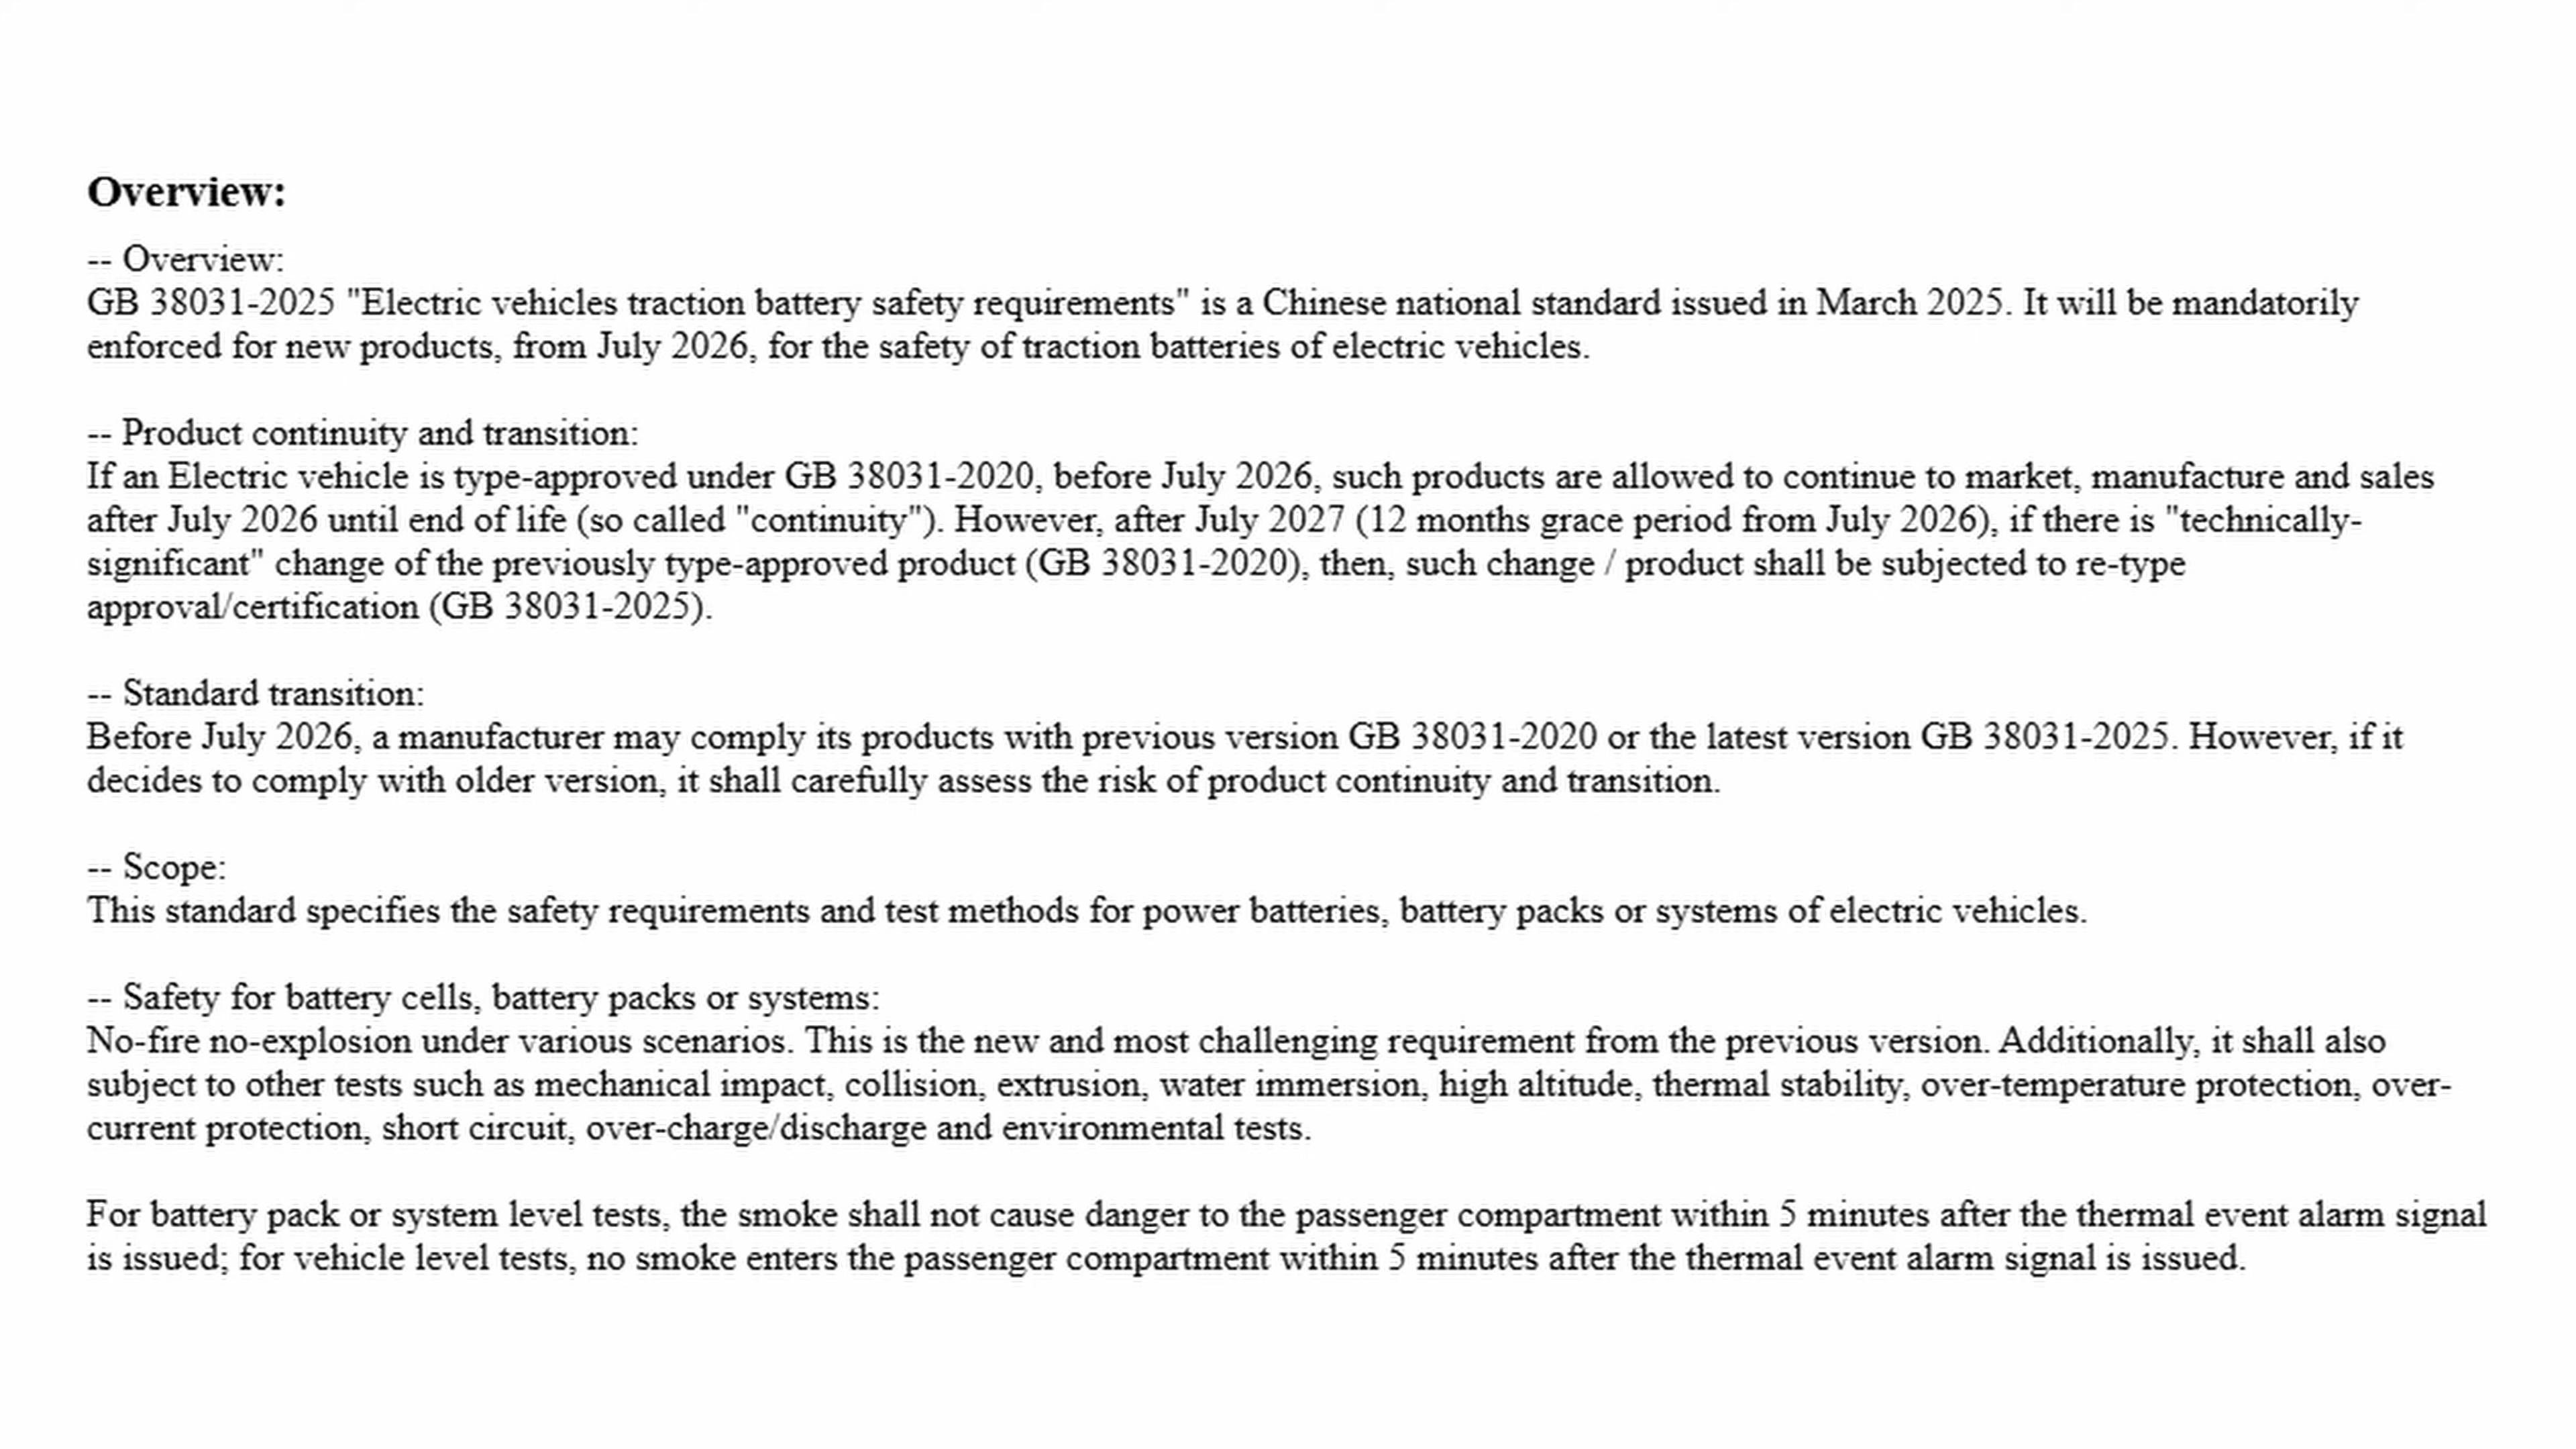 Overview:
-- Overview:
GB 38031-2025 "Electric vehicles traction battery safety requirements" is a Chinese national standard issued in March 2025. It will be mandatorily
enforced for new products, from July 2026, for the safety of traction batteries of electric vehicles.
-- Product continuity and transition:
If an Electric vehicle is type-approved under GB 38031-2020, before July 2026, such products are allowed to continue to market, manufacture and sales
after July 2026 until end of life (so called "continuity"). However, after July 2027 (12 months grace period from July 2026), if there is "technically-
significant" change of the previously type-approved product (GB 38031-2020), then, such change / product shall be subjected to re-type
approval/certification (GB 38031-2025).
-- Standard transition:
Before July 2026, a manufacturer may comply its products with previous version GB 38031-2020 or the latest version GB 38031-2025. However, if it
decides to comply with older version, it shall carefully assess the risk of product continuity and transition.
-- Scope:
This standard specifies the safety requirements and test methods for power batteries, battery packs or systems of electric vehicles.
-- Safety for battery cells, battery packs or systems:
No-fire no-explosion under various scenarios. This is the new and most challenging requirement from the previous version. Additionally, it shall also
subject to other tests such as mechanical impact, collision, extrusion, water immersion, high altitude, thermal stability, over-temperature protection, over-
current protection, short circuit, over-charge/discharge and environmental tests.
For battery pack or system level tests, the smoke shall not cause danger to the passenger compartment within 5 minutes after the thermal event alarm signal
is issued; for vehicle level tests, no smoke enters the passenger compartment within 5 minutes after the thermal event alarm signal is issued.